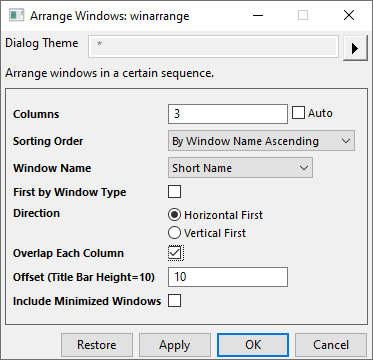 Arrange Windows: winarrange
Dialog Theme *
Arrange windows in a certain sequence.
Columns 3 Auto
Sorting Order By Window Name Ascending
Window Name Short Name
First by Window Type
Direction Horizontal First
Vertical First
Overlap Each Column
Offset (Title Bar Height=10) 10
Include Minimized Windows
Restore Apply OK Cancel